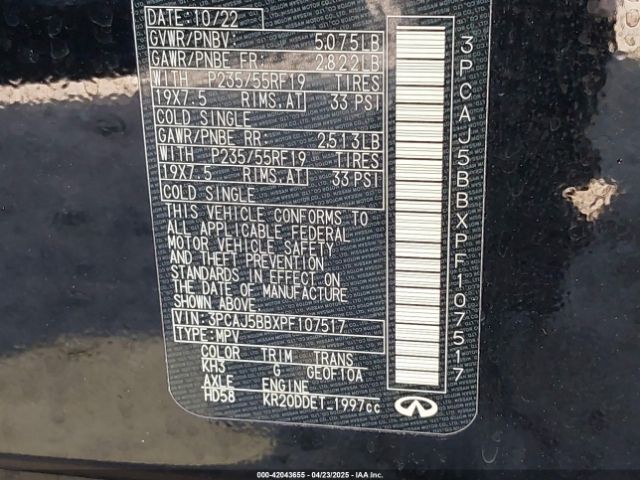 DATE: 10/22
GVWR/PNBV: 5075LB
GAWR/PNBE FR: 2822LB
WITH P235/55RF19 TIRES
19X7.5 RIMS AT 33 PSI
COLD SINGLE
GAWR/PNBE RR: 2513LB
WITH P235/55RF19 TIRES
19X7.5 RIMS AT 33 PSI
COLD SINGLE
THIS VEHICLE CONFORMS TO
ALL APPLICABLE FEDERAL
MOTOR VEHICLE SAFETY
AND THEFT PREVENTION
STANDARDS IN EFFECT ON
THE DATE OF MANUFACTURE
SHOWN ABOVE.
VIN: 3PCAJ5BBXPF107517
TYPE: MPV
COLOR TRIM TRANS
KH3 G GE0F10A
AXLE ENGINE
HD58 KR20DDET-1997cc
3PCAJ5BBXPF107517
000-42043655 - 04/23/2025 - IAAI.com